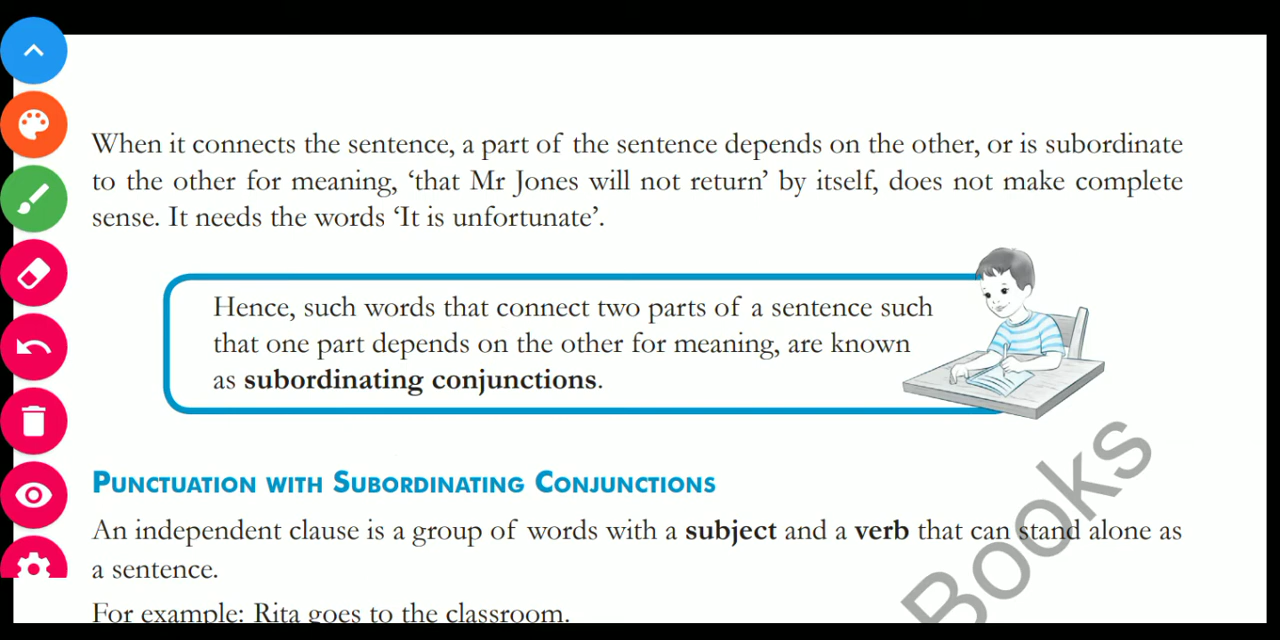 When it connects the sentence, a part of the sentence depends on the other, or is subordinate
to the other for meaning, ‘that Mr Jones will not return’ by itself, does not make complete
sense. It needs the words ‘It is unfortunate’.
Hence, such words that connect two parts of a sentence such
that one part depends on the other for meaning, are known
as subordinating conjunctions.
Punctuation with Subordinating Conjunctions
An independent clause is a group of words with a subject and a verb that can stand alone as
a sentence.
For example: Rita goes to the classroom.
Books